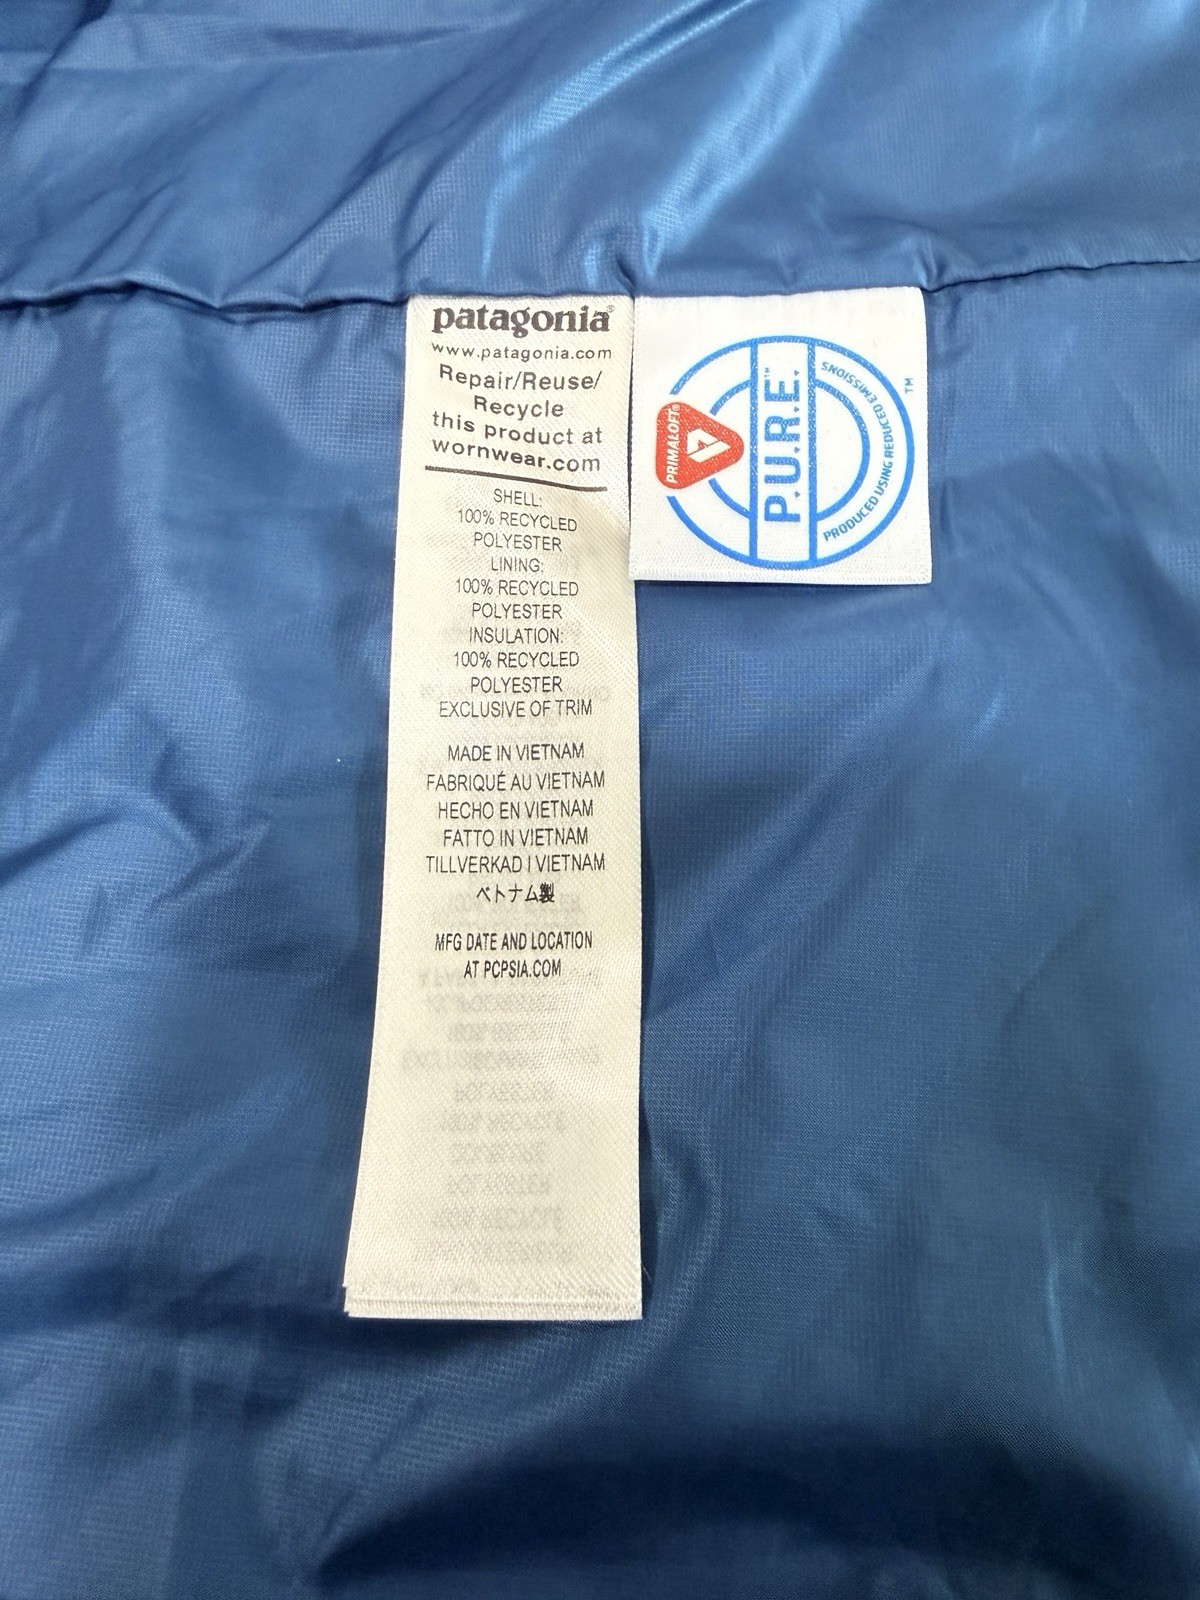 patagonia®
www.patagonia.com
Repair/Reuse/
Recycle
this product at
wornwear.com
SHELL:
100% RECYCLED
POLYESTER
LINING:
100% RECYCLED
POLYESTER
INSULATION:
100% RECYCLED
POLYESTER
EXCLUSIVE OF TRIM
MADE IN VIETNAM
FABRIQUÉ AU VIETNAM
HECHO EN VIETNAM
FATTO IN VIETNAM
TILLVERKAD I VIETNAM
ベトナム製
MFG DATE AND LOCATION
AT PCPSIA.COM
PRIMALOFT®
P.U.R.E.™
PRODUCED USING REDUCED EMISSIONS
™